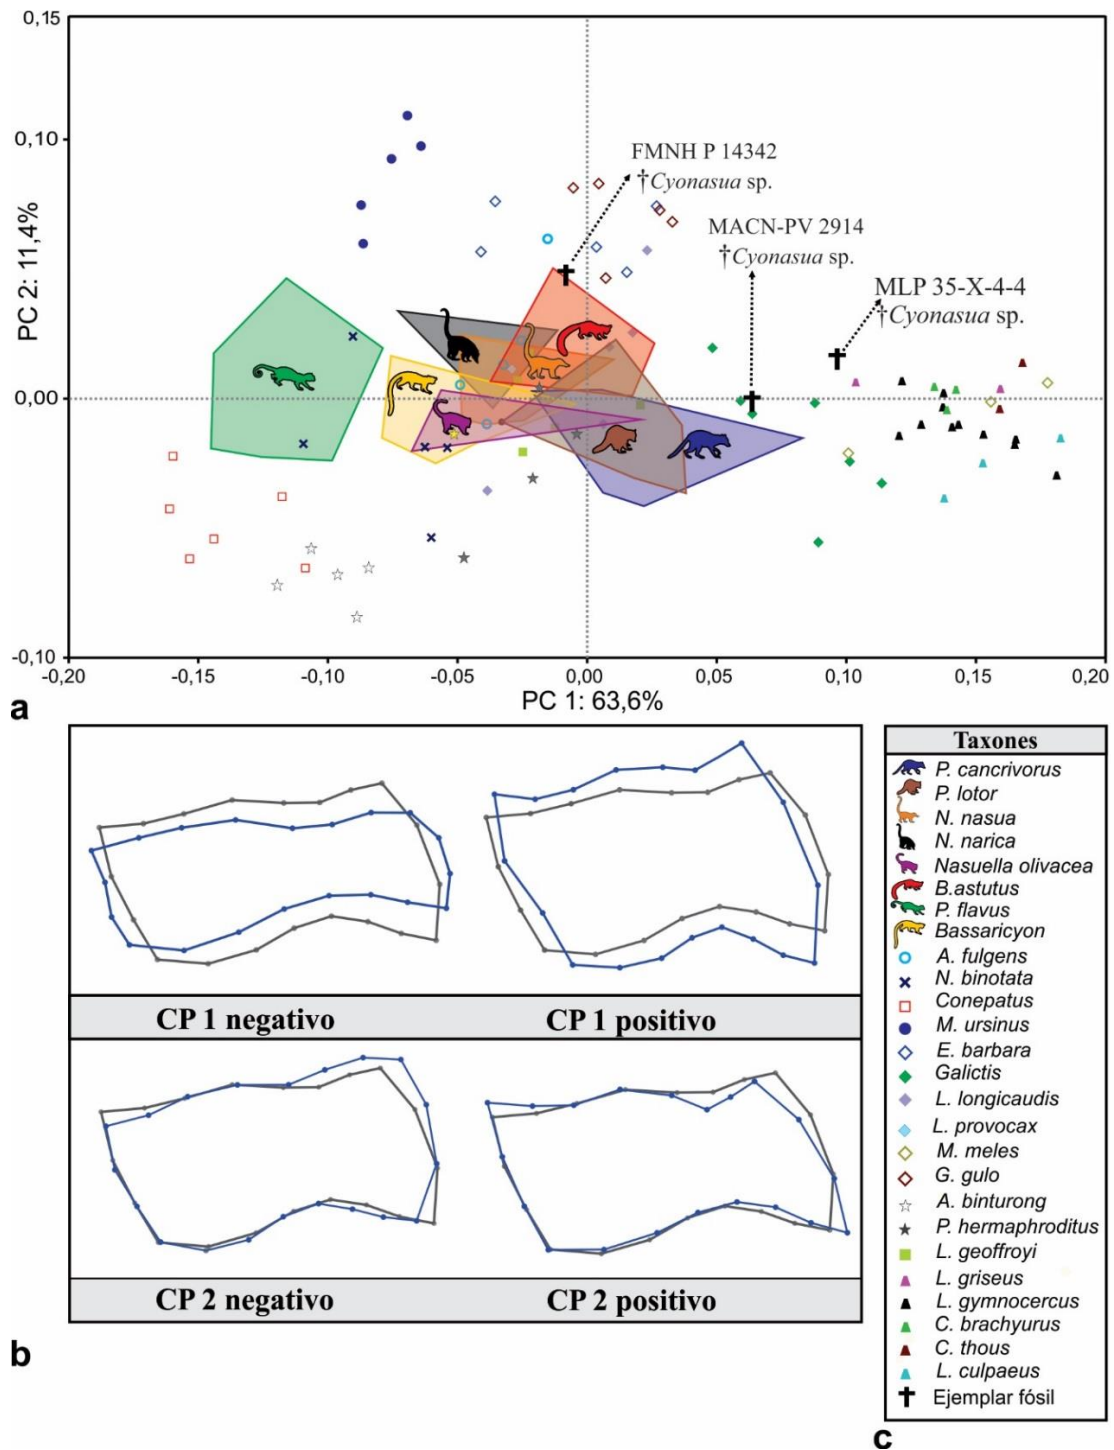 0,15
0,10
0,00
-0,10
PC 2: 11,4%
FMNH P 14342
†Cyonasua sp.
MACN-PV 2914
†Cyonasua sp.
MLP 35-X-4-4
†Cyonasua sp.
-0,20
-0,15
-0,10
-0,05
0,00
0,05
0,10
0,15
0,20
PC 1: 63,6%
a
CP 1 negativo
CP 1 positivo
CP 2 negativo
CP 2 positivo
b
Taxones
P. cancrivorus
P. lotor
N. nasua
N. narica
Nasuella olivacea
B.astutus
P. flavus
Bassaricyon
A. fulgens
N. binotata
Conepatus
M. ursinus
E. barbara
Galictis
L. longicaudis
L. provocax
M. meles
G. gulo
A. binturong
P. hermaphroditus
L. geoffroyi
L. griseus
L. gymnocercus
C. brachyurus
C. thous
L. culpaeus
Ejemplar fósil
c